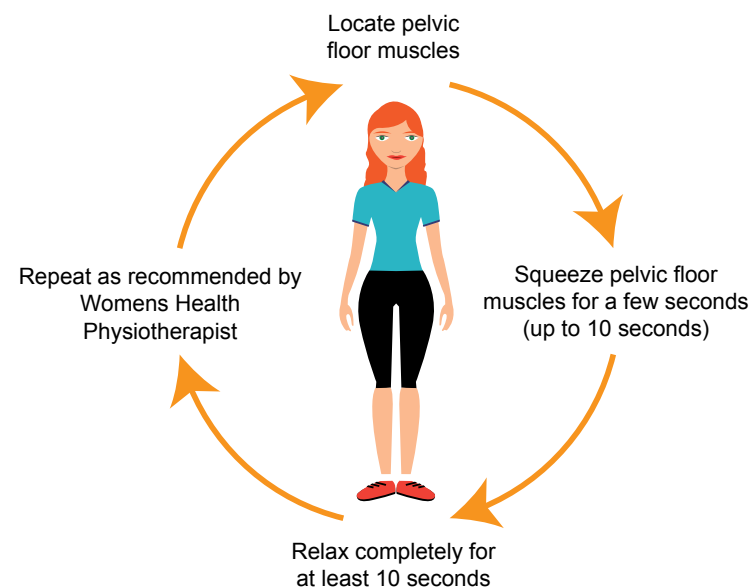 Locate pelvic
floor muscles
Squeeze pelvic floor
muscles for a few seconds
(up to 10 seconds)
Relax completely for
at least 10 seconds
Repeat as recommended by
Womens Health
Physiotherapist